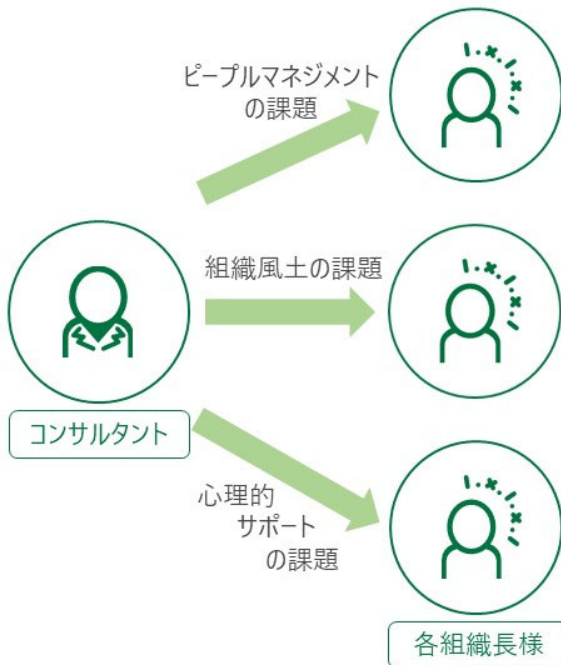 ピープルマネジメント
の課題
組織風土の課題
コンサルタント
心理的
サポート
の課題
各組織長様